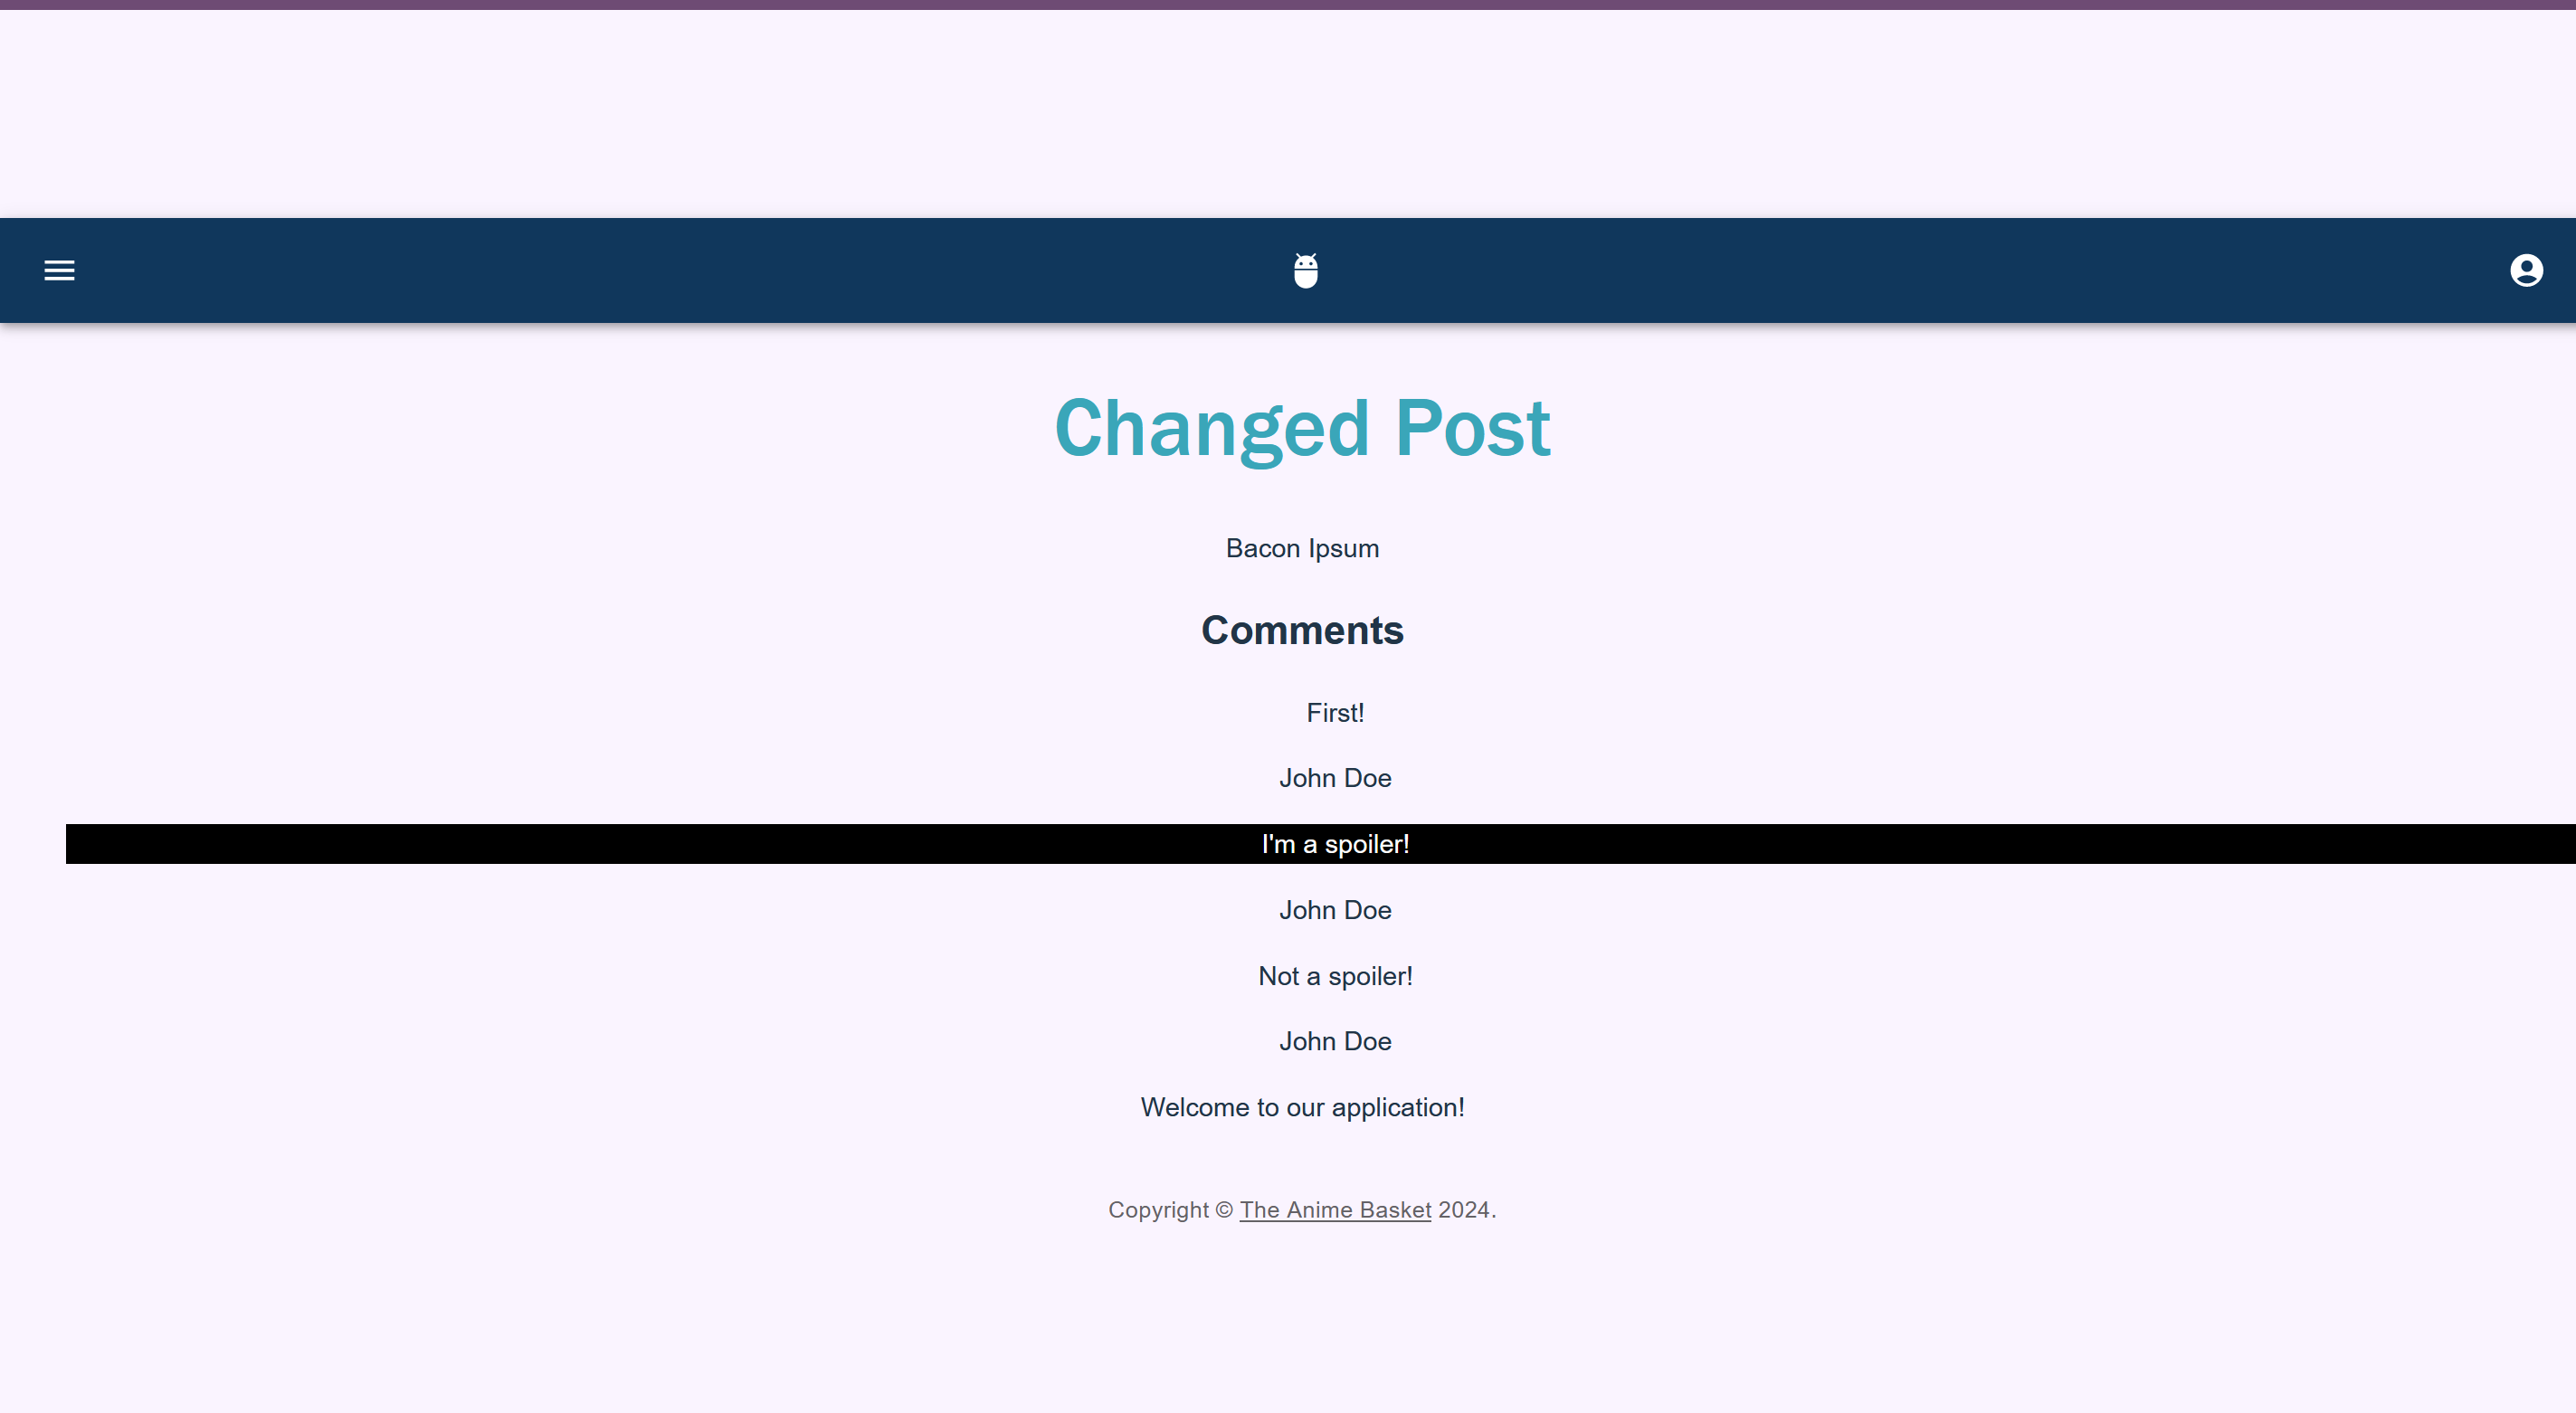 Changed Post
Bacon Ipsum
Comments
First!
John Doe
I'm a spoiler!
John Doe
Not a spoiler!
John Doe
Welcome to our application!
Copyright © The Anime Basket 2024.